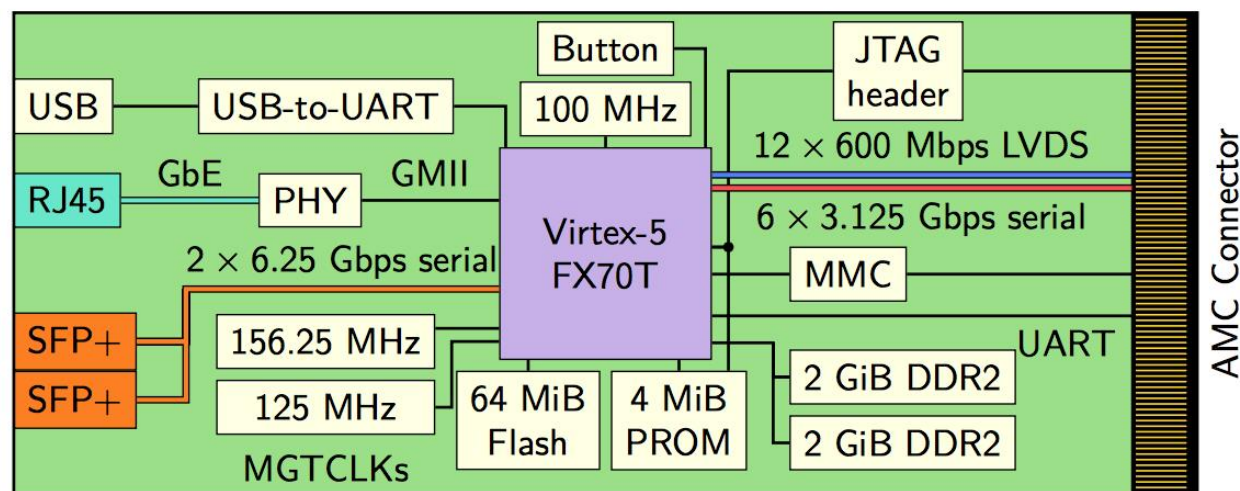 Button
JTAG
header
USB
USB-to-UART
100 MHz
12 × 600 Mbps LVDS
GbE
GMII
RJ45
PHY
6 × 3.125 Gbps serial
Virtex-5
FX70T
2 × 6.25 Gbps serial
MMC
SFP+
156.25 MHz
UART
SFP+
125 MHz
64 MiB
Flash
4 MiB
PROM
2 GiB DDR2
2 GiB DDR2
MGTCLKs
AMC Connector